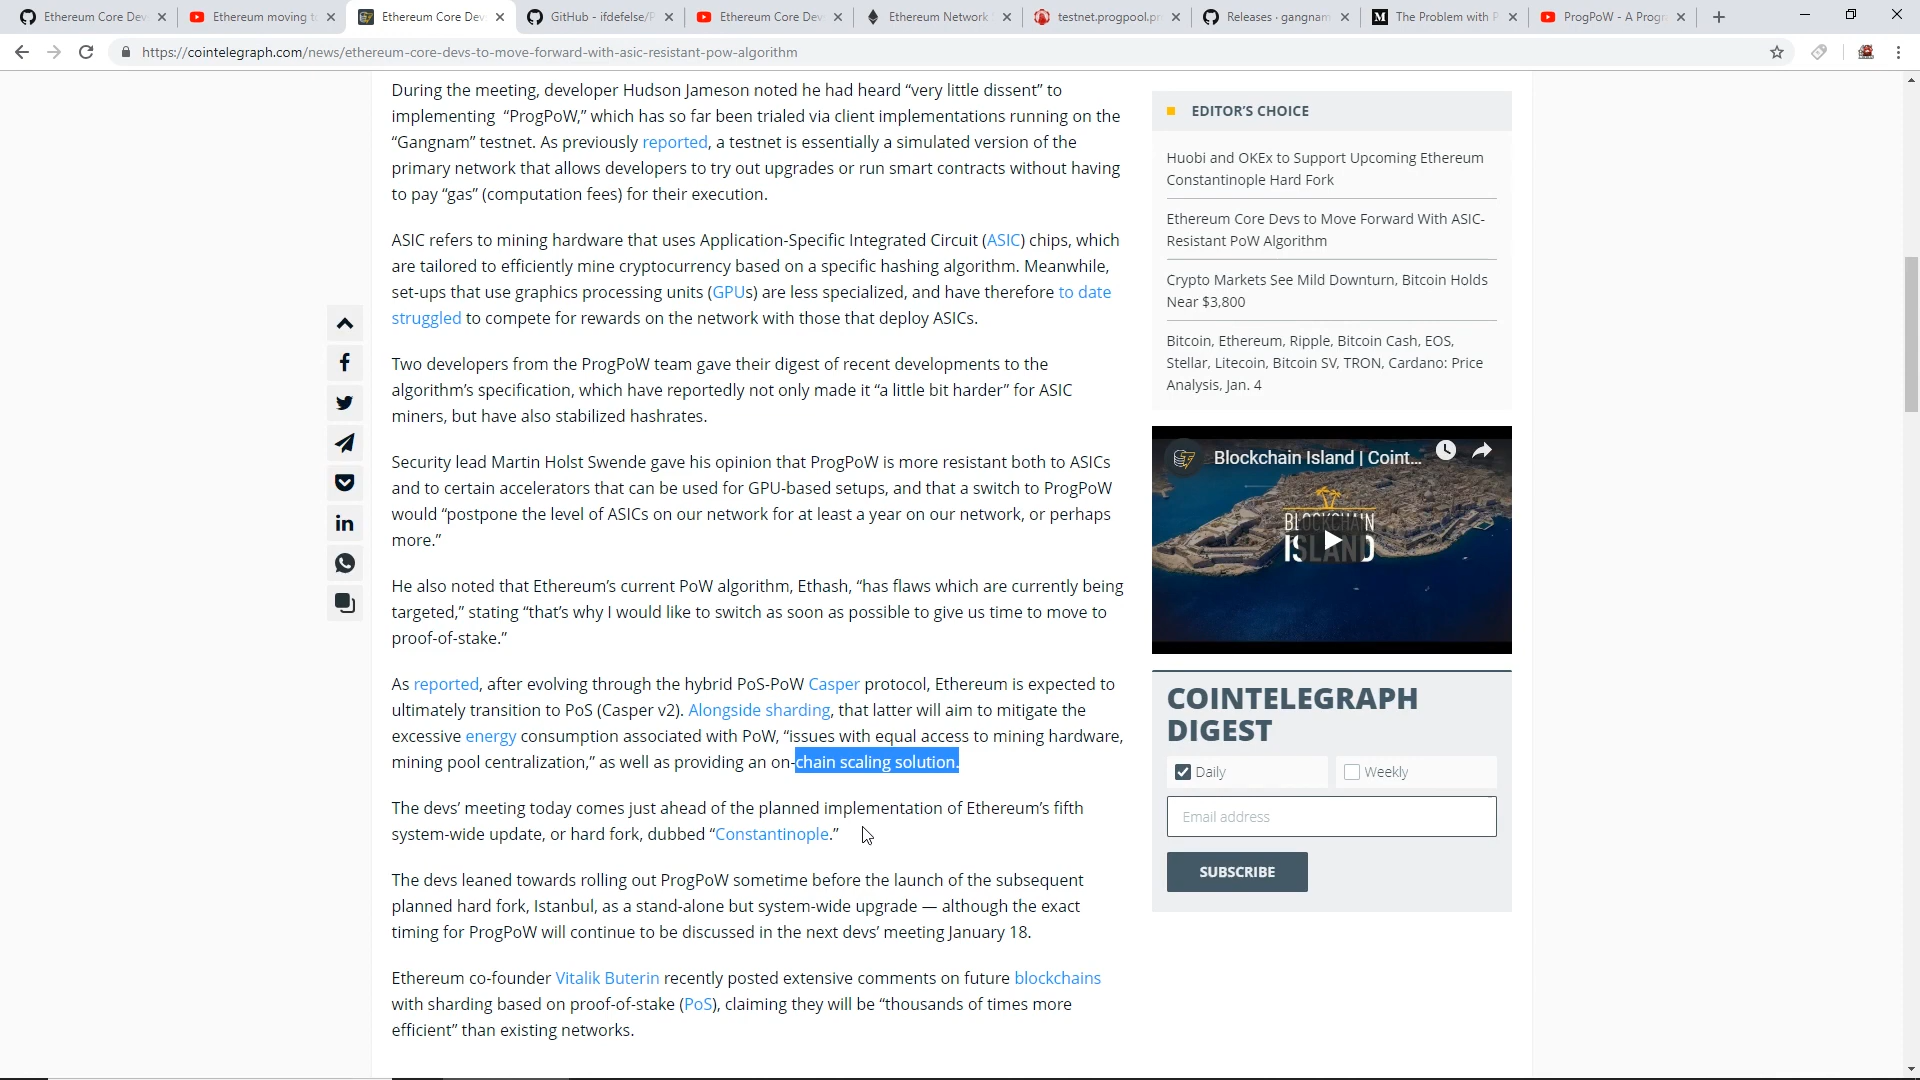 Ethereum Core Dev
Ethereum moving t
Ethereum Core Dev
GitHub - ifdefelse/P
Ethereum Core Dev
Ethereum Network
testnet.progpool.pr
Releases · gangnam
The Problem with P
ProgPoW - A Progr
https://cointelegraph.com/news/ethereum-core-devs-to-move-forward-with-asic-resistant-pow-algorithm
During the meeting, developer Hudson Jameson noted he had heard “very little dissent” to
implementing “ProgPoW,” which has so far been trialed via client implementations running on the
“Gangnam” testnet. As previously reported, a testnet is essentially a simulated version of the
primary network that allows developers to try out upgrades or run smart contracts without having
to pay “gas” (computation fees) for their execution.
ASIC refers to mining hardware that uses Application-Specific Integrated Circuit (ASIC) chips, which
are tailored to efficiently mine cryptocurrency based on a specific hashing algorithm. Meanwhile,
set-ups that use graphics processing units (GPUs) are less specialized, and have therefore to date
struggled to compete for rewards on the network with those that deploy ASICs.
Two developers from the ProgPoW team gave their digest of recent developments to the
algorithm’s specification, which have reportedly not only made it “a little bit harder” for ASIC
miners, but have also stabilized hashrates.
Security lead Martin Holst Swende gave his opinion that ProgPoW is more resistant both to ASICs
and to certain accelerators that can be used for GPU-based setups, and that a switch to ProgPoW
would “postpone the level of ASICs on our network for at least a year on our network, or perhaps
more.”
He also noted that Ethereum’s current PoW algorithm, Ethash, “has flaws which are currently being
targeted,” stating “that’s why I would like to switch as soon as possible to give us time to move to
proof-of-stake.”
As reported, after evolving through the hybrid PoS-PoW Casper protocol, Ethereum is expected to
ultimately transition to PoS (Casper v2). Alongside sharding, that latter will aim to mitigate the
excessive energy consumption associated with PoW, “issues with equal access to mining hardware,
mining pool centralization,” as well as providing an on-chain scaling solution.
The devs’ meeting today comes just ahead of the planned implementation of Ethereum’s fifth
system-wide update, or hard fork, dubbed “Constantinople.”
The devs leaned towards rolling out ProgPoW sometime before the launch of the subsequent
planned hard fork, Istanbul, as a stand-alone but system-wide upgrade — although the exact
timing for ProgPoW will continue to be discussed in the next devs’ meeting January 18.
Ethereum co-founder Vitalik Buterin recently posted extensive comments on future blockchains
with sharding based on proof-of-stake (PoS), claiming they will be “thousands of times more
efficient” than existing networks.
EDITOR’S CHOICE
Huobi and OKEx to Support Upcoming Ethereum
Constantinople Hard Fork
Ethereum Core Devs to Move Forward With ASIC-
Resistant PoW Algorithm
Crypto Markets See Mild Downturn, Bitcoin Holds
Near $3,800
Bitcoin, Ethereum, Ripple, Bitcoin Cash, EOS,
Stellar, Litecoin, Bitcoin SV, TRON, Cardano: Price
Analysis, Jan. 4
Blockchain Island | Coint...
BLOCKCHAIN
ISLAND
COINTELEGRAPH
DIGEST
Daily
Weekly
Email address
SUBSCRIBE